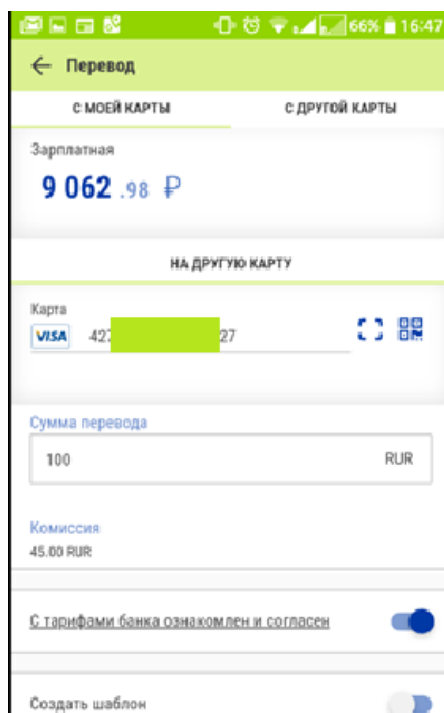 66% 16:47
Перевод
С МОЕЙ КАРТЫ
С ДРУГОЙ КАРТЫ
Зарплатная
9 062 .98 ₽
НА ДРУГУЮ КАРТУ
Карта
VISA 427 27
Сумма перевода
100 RUR
Комиссия
45.00 RUR
С тарифами банка ознакомлен и согласен
Создать шаблон